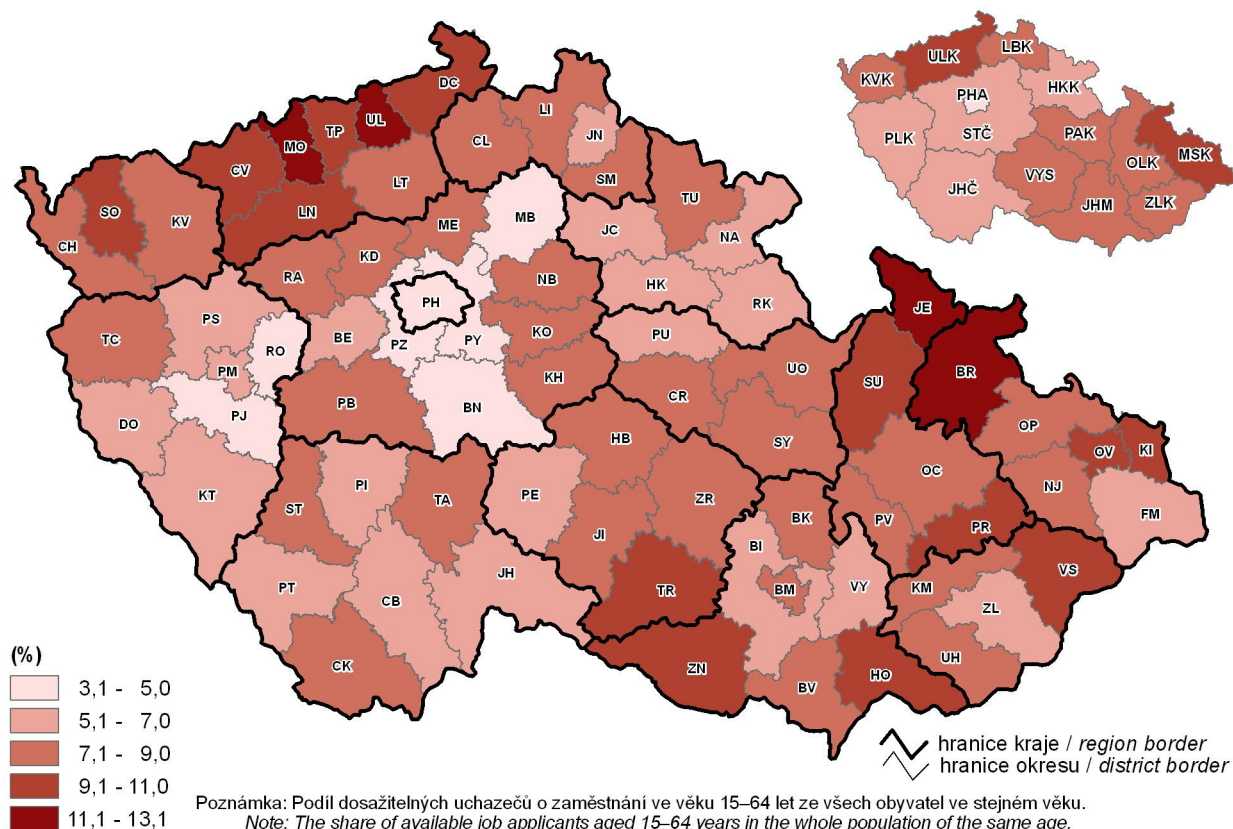 DC
UL
TP
MO
CV
LT
LN
SO
KV
CH
CL
LI
JN
SM
TU
ME
MB
JC
NA
RA
KD
NB
HK
RK
PH
TC
PS
RO
BE
PZ
PY
KO
PU
JE
PM
PB
BN
KH
CR
UO
SU
BR
DO
PJ
HB
SY
OP
OV
KI
KT
ST
PI
TA
PE
ZR
OC
NJ
FM
JI
BK
PV
PR
PT
CB
JH
TR
BI
BM
VY
KM
VS
ZL
CK
ZN
BV
HO
UH
ULK
LBK
KVK
HKK
PHA
PLK
STČ
PAK
MSK
OLK
VYS
JHČ
JHM
ZLK
(%)
3,1 - 5,0
5,1 - 7,0
7,1 - 9,0
9,1 - 11,0
11,1 - 13,1
hranice kraje / region border
hranice okresu / district border
Poznámka: Podíl dosažitelných uchazečů o zaměstnání ve věku 15–64 let ze všech obyvatel ve stejném věku.
Note: The share of available job applicants aged 15–64 years in the whole population of the same age.